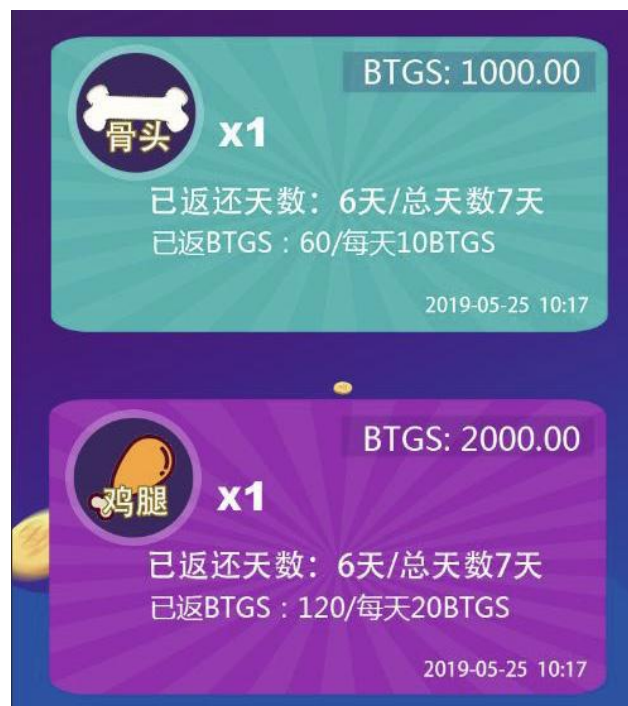 BTGS: 1000.00
骨头
x1
已返还天数：6天/总天数7天
已返BTGS：60/每天10BTGS
2019-05-25 10:17
BTGS: 2000.00
鸡腿
x1
已返还天数：6天/总天数7天
已返BTGS：120/每天20BTGS
2019-05-25 10:17